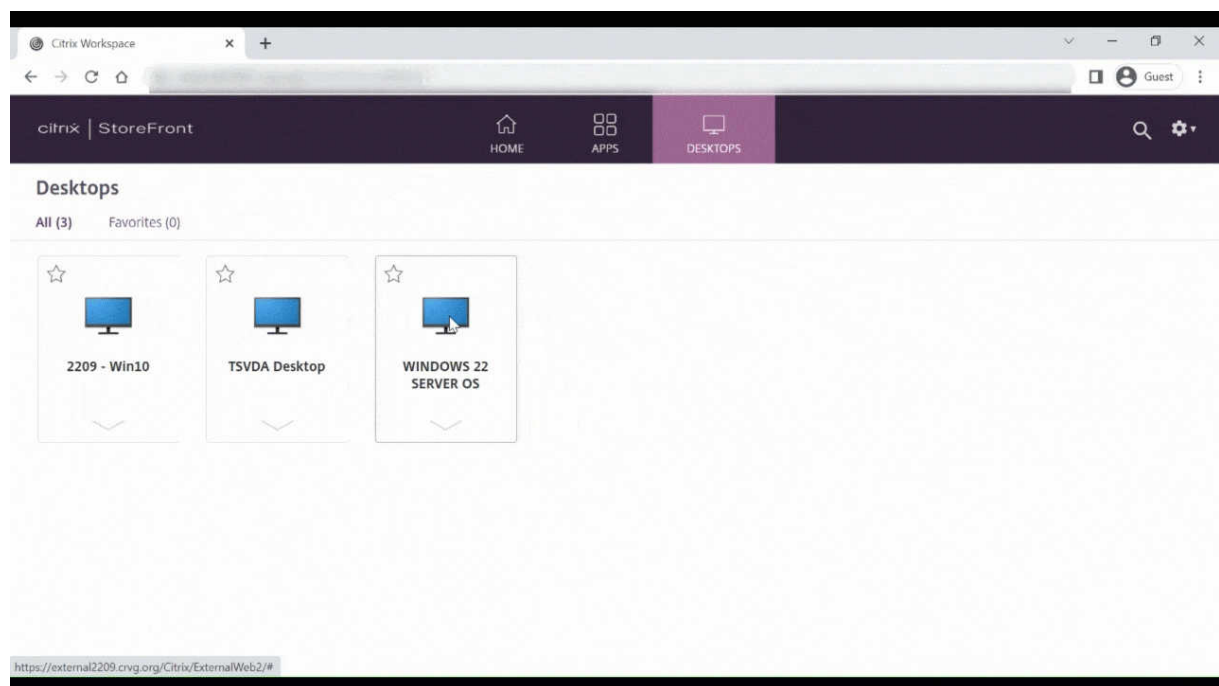 Citrix Workspace
Guest
citrix | StoreFront
HOME
APPS
DESKTOPS
Desktops
All (3)
Favorites (0)
2209 - Win10
TSVDA Desktop
WINDOWS 22
SERVER OS
https://external2209.crvg.org/Citrix/ExternalWeb2/#